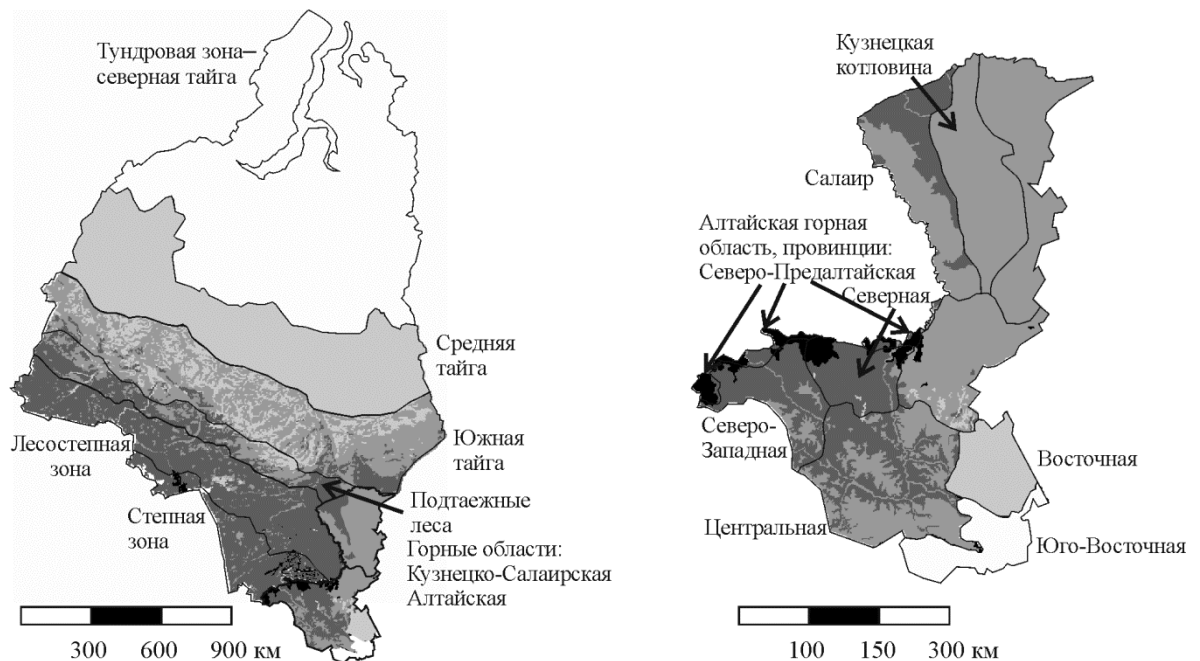 Тундровая зона–
северная тайга
Средняя
тайга
Лесостепная
зона
Южная
тайга
Степная
зона
Подтаежные
леса
Горные области:
Кузнецко-Салаирская
Алтайская
300 600 900 км
Кузнецкая
котловина
Салаир
Алтайская горная
область, провинции:
Северо-Предалтайская
Северная
Северо-
Западная
Восточная
Центральная
Юго-Восточная
100 150 300 км